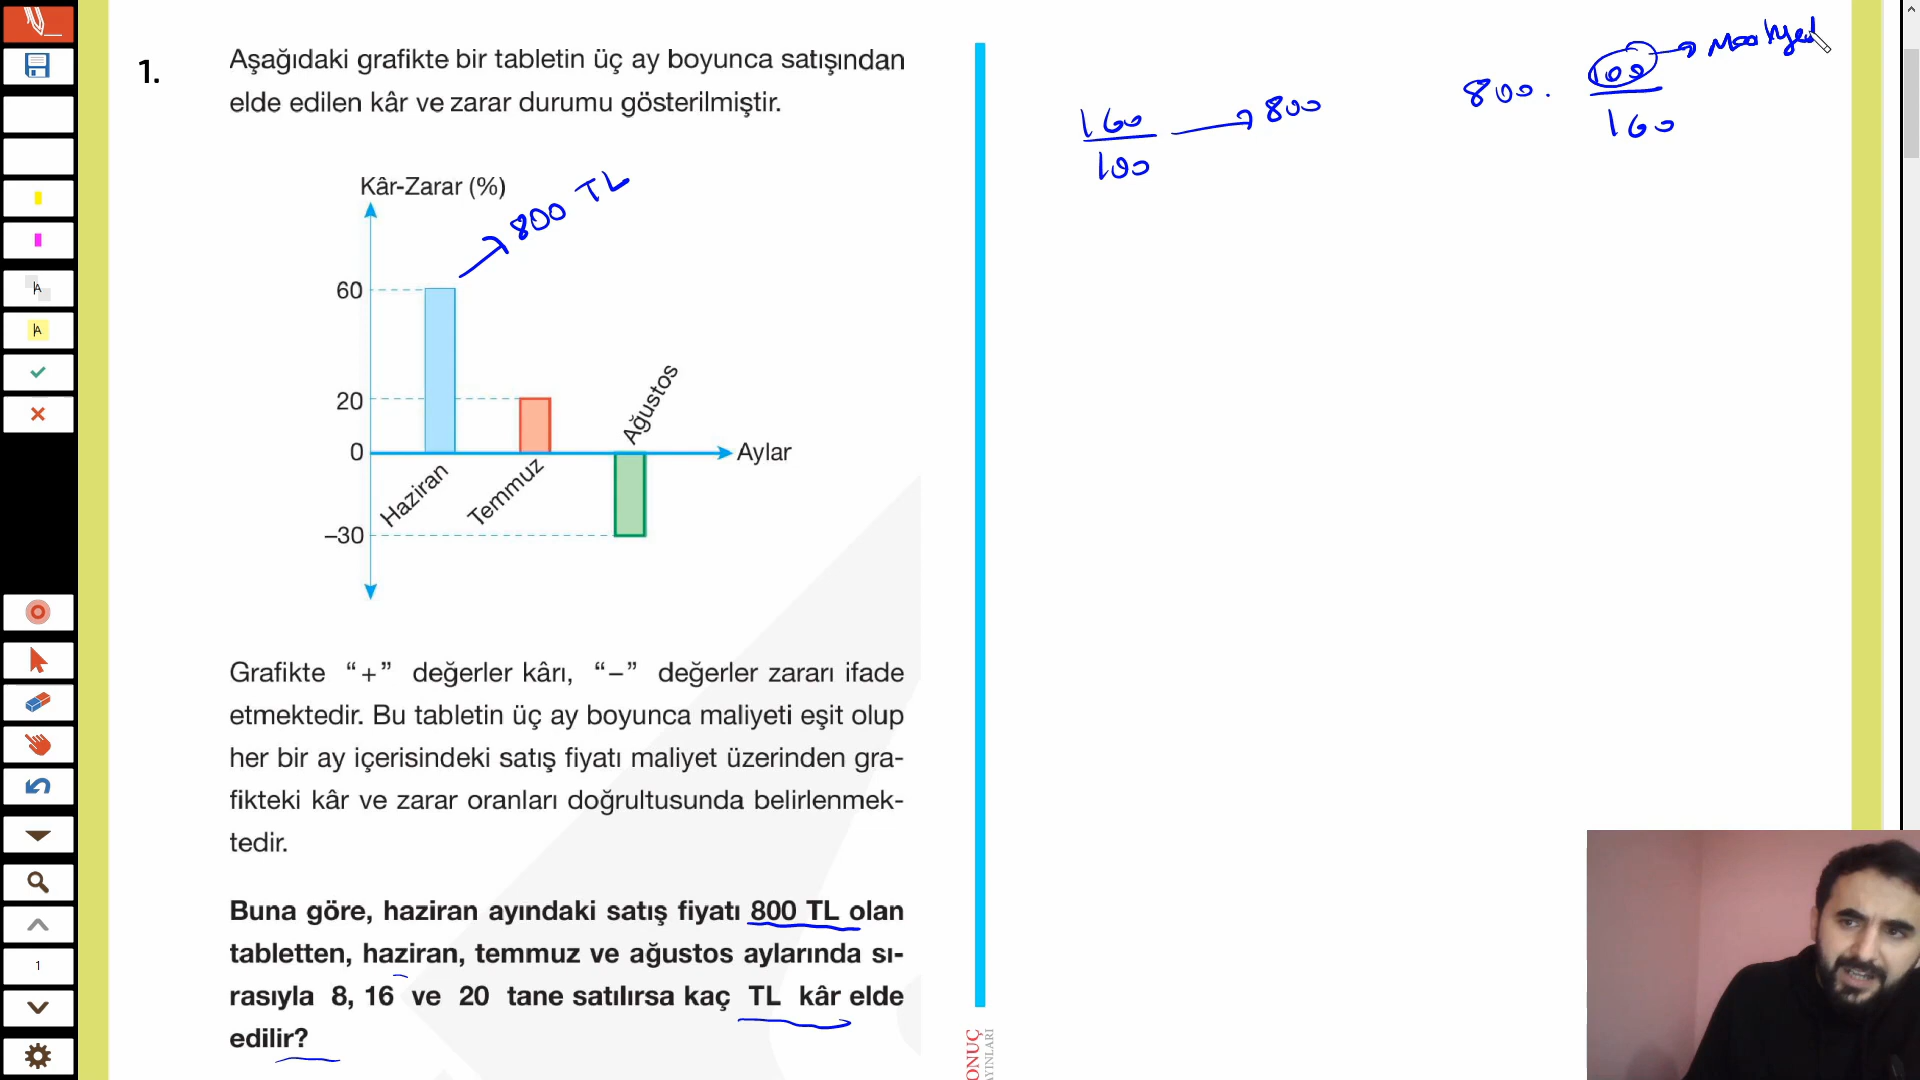 1.
Aşağıdaki grafikte bir tabletin üç ay boyunca satışından
elde edilen kâr ve zarar durumu gösterilmiştir.
Kâr-Zarar (%)
800 TL
60
20
0
-30
Haziran
Temmuz
Ağustos
Aylar
Grafikte “+” değerler kârı, “–” değerler zararı ifade
etmektedir. Bu tabletin üç ay boyunca maliyeti eşit olup
her bir ay içerisindeki satış fiyatı maliyet üzerinden gra-
fikteki kâr ve zarar oranları doğrultusunda belirlenmek-
tedir.
Buna göre, haziran ayındaki satış fiyatı 800 TL olan
tabletten, haziran, temmuz ve ağustos aylarında sı-
rasıyla 8, 16 ve 20 tane satılırsa kaç TL kâr elde
edilir?
160
100
800
800 .
100
160
1
A
A
ONUÇ
AYINLARI